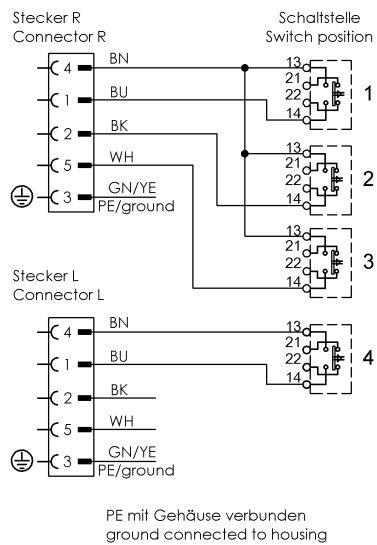 Stecker R
Connector R
Schaltstelle
Switch position
4 BN
1 BU
2 BK
5 WH
3 GN/YE
PE/ground
13
21
22
14
1
13
21
22
14
2
13
21
22
14
3
Stecker L
Connector L
4 BN
1 BU
2 BK
5 WH
3 GN/YE
PE/ground
13
21
22
14
4
PE mit Gehäuse verbunden
ground connected to housing